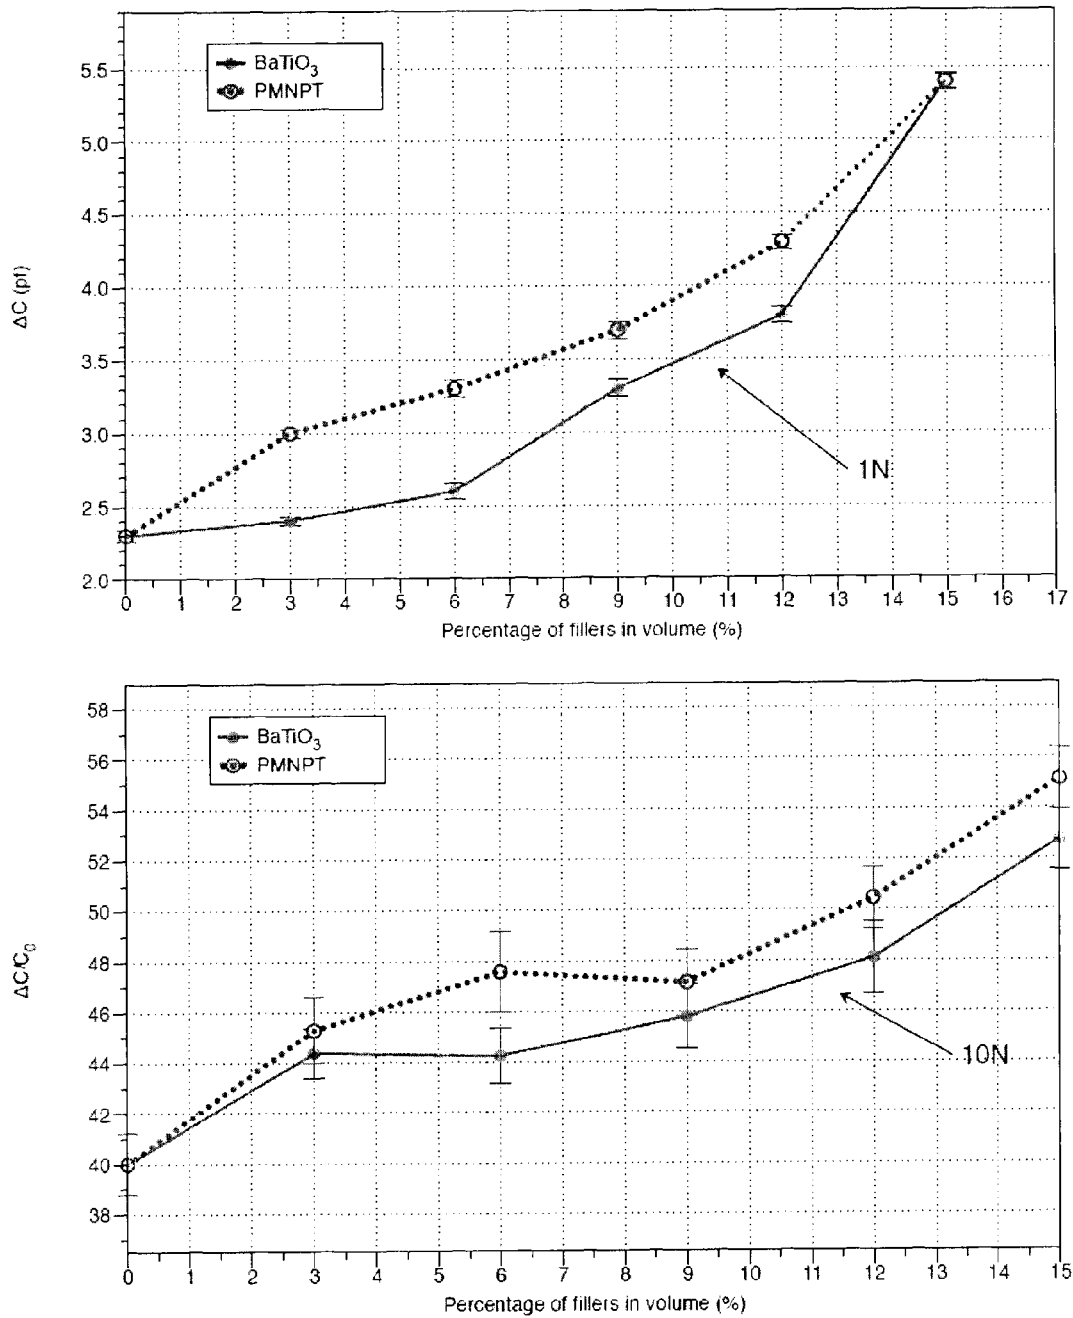 BaTiO3
PMNPT
5.5
5.0
4.5
4.0
3.5
3.0
2.5
2.0
ΔC (pf)
1N
0 1 2 3 4 5 6 7 8 9 10 11 12 13 14 15 16 17
Percentage of fillers in volume (%)
BaTiO3
PMNPT
58
56
54
52
50
48
46
44
42
40
38
ΔC/C0
10N
0 1 2 3 4 5 6 7 8 9 10 11 12 13 14 15
Percentage of fillers in volume (%)